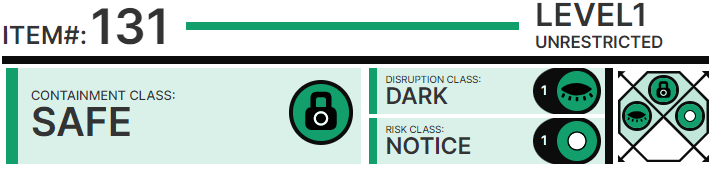 ITEM#: 131
LEVEL1
UNRESTRICTED
CONTAINMENT CLASS:
SAFE
DISRUPTION CLASS:
DARK
1
RISK CLASS:
NOTICE
1